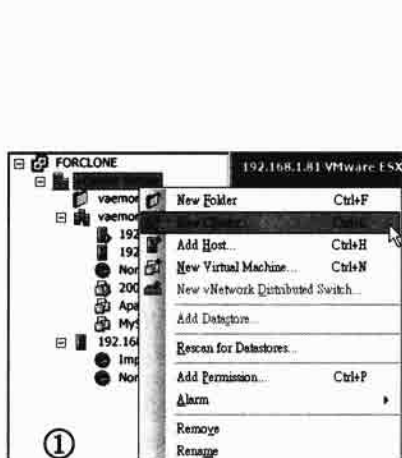 FORCLONE
192.168.1.81 VMware ESX
vaemor
New Folder Ctrl+F
vaemor
192
Add Host... Ctrl+H
192
Nor
New Virtual Machine... Ctrl+N
200
New vNetwork Distributed Switch...
Apa
Add Datastore...
MyS
192.168
Rescan for Datastores...
Imp
Nor
Add Permission... Ctrl+P
Alarm
Remove
①
Rename